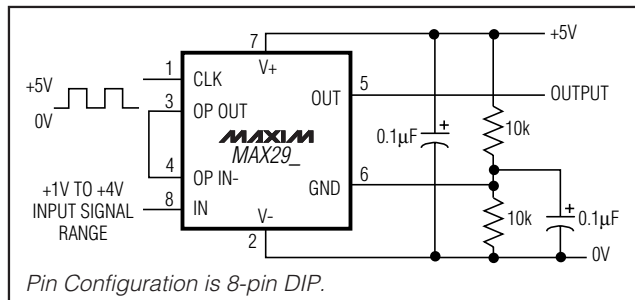 +5V
7
V+
+5V
0V
1
CLK
3
OP OUT
5
OUT
OUTPUT
MAXIM
MAX29_
0.1µF
+
10k
4
OP IN-
6
GND
+1V TO +4V
INPUT SIGNAL
RANGE
8
IN
V-
2
10k
+
0.1µF
0V
Pin Configuration is 8-pin DIP.